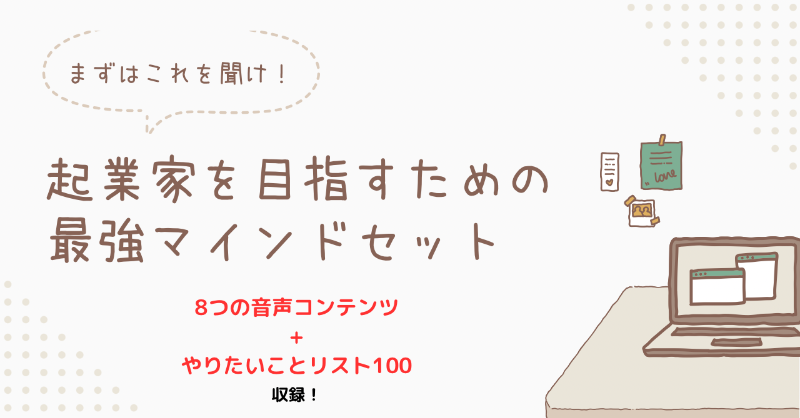 まずはこれを聞け！
起業家を目指すための
最強マインドセット
love
8つの音声コンテンツ
+
やりたいことリスト100
収録！